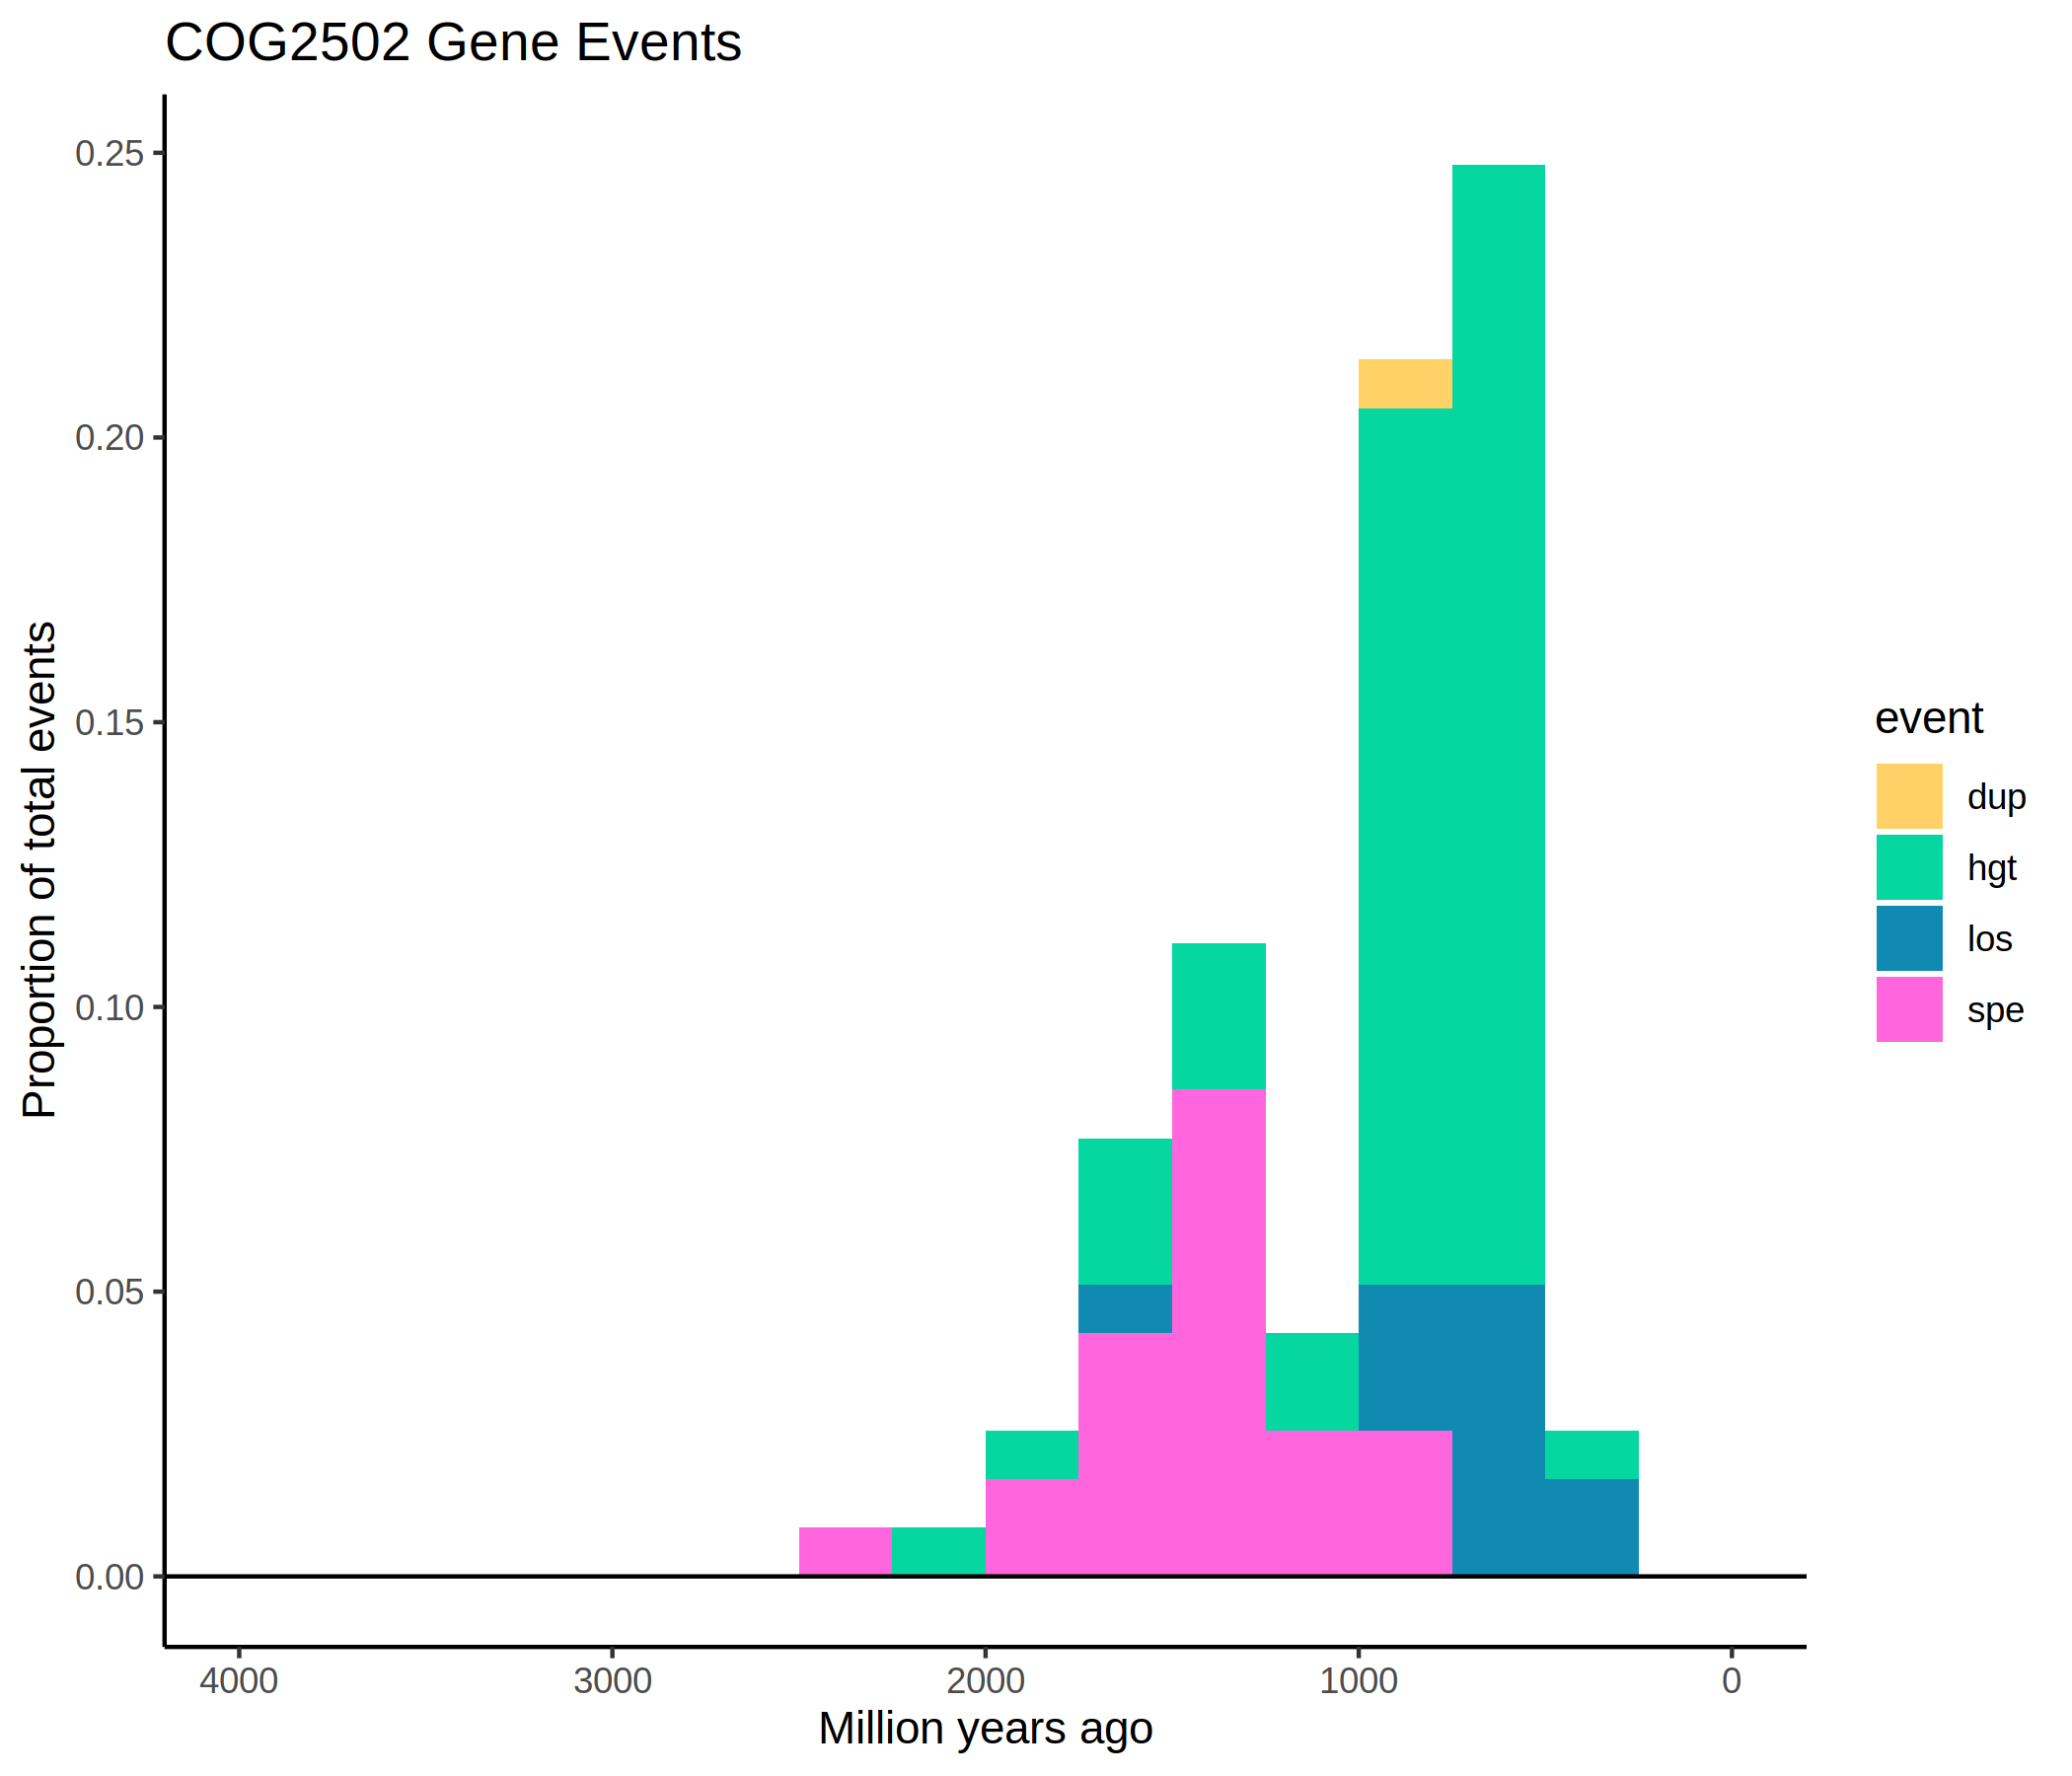 COG2502 Gene Events
Proportion of total events
0.25
0.20
0.15
0.10
0.05
0.00
4000 3000 2000 1000 0
Million years ago
event
dup
hgt
los
spe